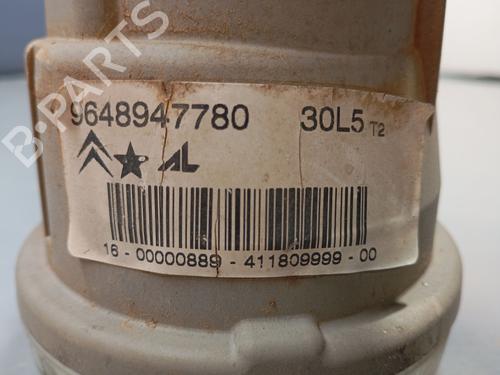 B-PARTS
9648947780 30L5 T2
AL
16 - 00000889 - 411809999 - 00